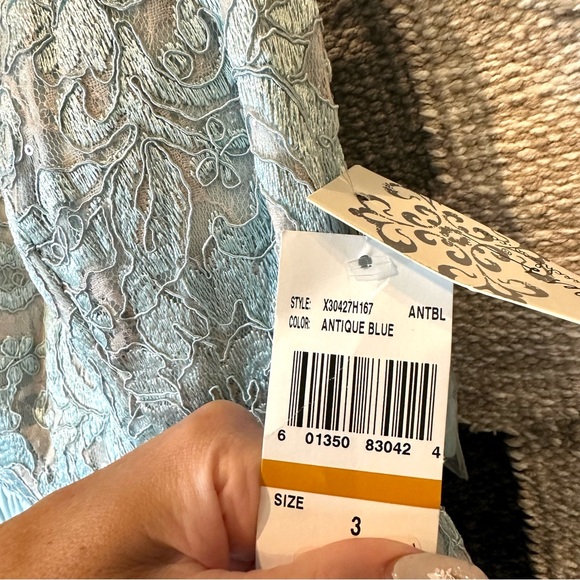 STYLE: X30427H167 ANTBL
COLOR: ANTIQUE BLUE
6 01350 83042 4
SIZE
3